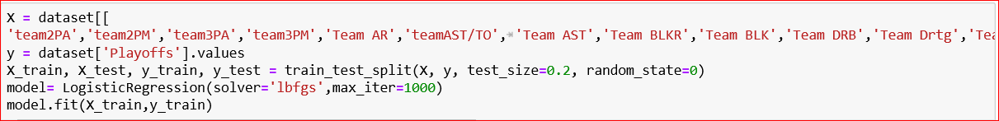 X = dataset[[
'team2PA','team2PM','team3PA','team3PM','Team AR','teamAST/TO', 'Team AST','Team BLKR','Team BLK','Team DRB','Team Drtg','Tea
y = dataset['Playoffs'].values
X_train, X_test, y_train, y_test = train_test_split(X, y, test_size=0.2, random_state=0)
model= LogisticRegression(solver='lbfgs',max_iter=1000)
model.fit(X_train,y_train)